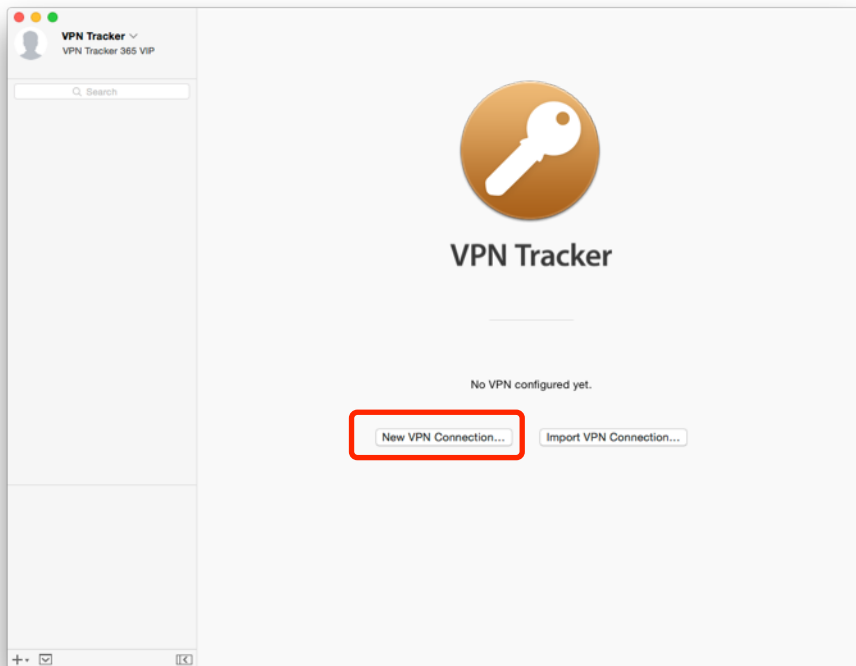 VPN Tracker
VPN Tracker 365 VIP
Search
VPN Tracker
No VPN configured yet.
New VPN Connection...
Import VPN Connection...